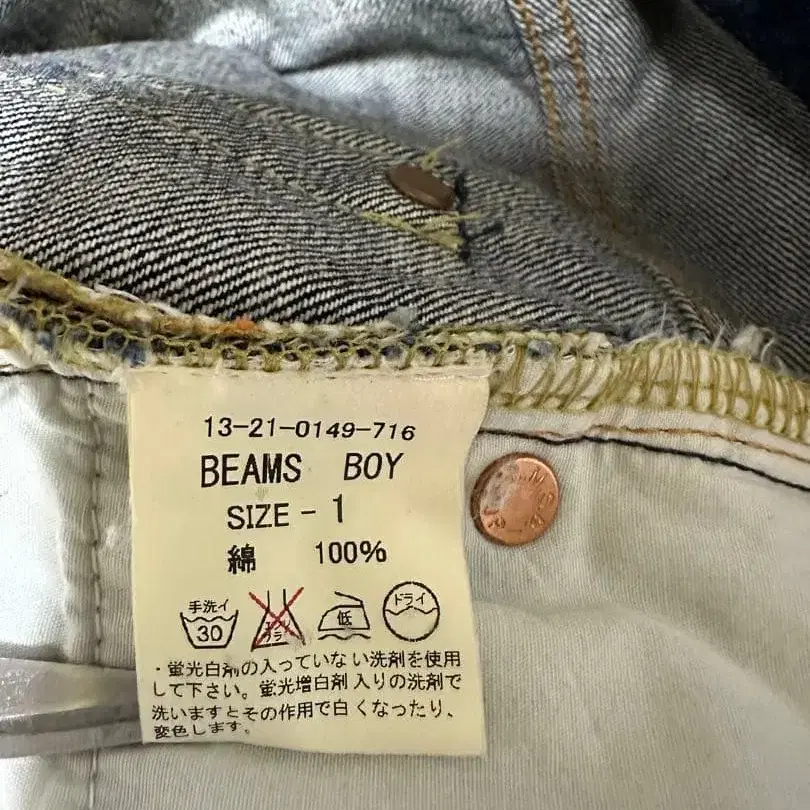 13-21-0149-716
BEAMS BOY
SIZE - 1
綿 100%
手洗イ
30
低
ドライ
・蛍光白剤の入っていない洗剤を使用
して下さい。蛍光増白剤入りの洗剤で
洗いますとその作用で白くなったり、
変色します。